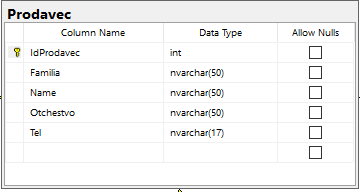 Prodavec
Column Name Data Type Allow Nulls
IdProdavec int
Familia nvarchar(50)
Name nvarchar(50)
Otchestvo nvarchar(50)
Tel nvarchar(17)